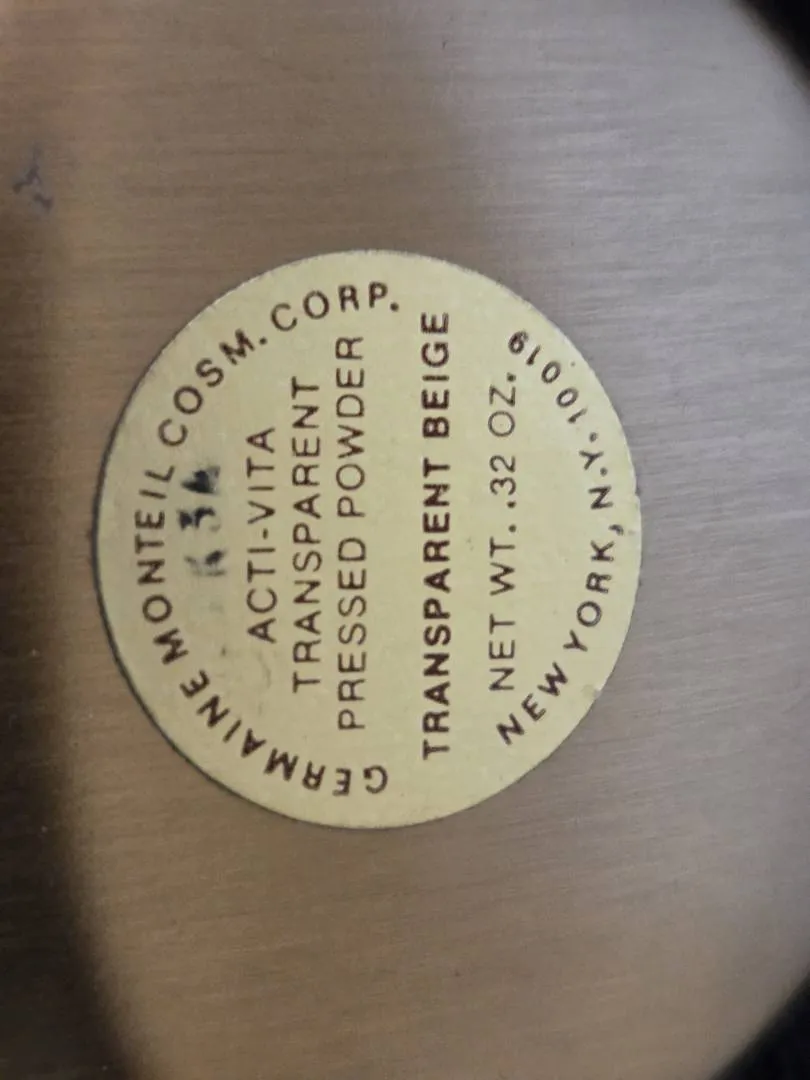 GERMAINE MONTEIL COSM. CORP.
ACTI-VITA
TRANSPARENT
PRESSED POWDER
TRANSPARENT BEIGE
NET WT. .32 OZ.
NEW YORK, N.Y. 10019